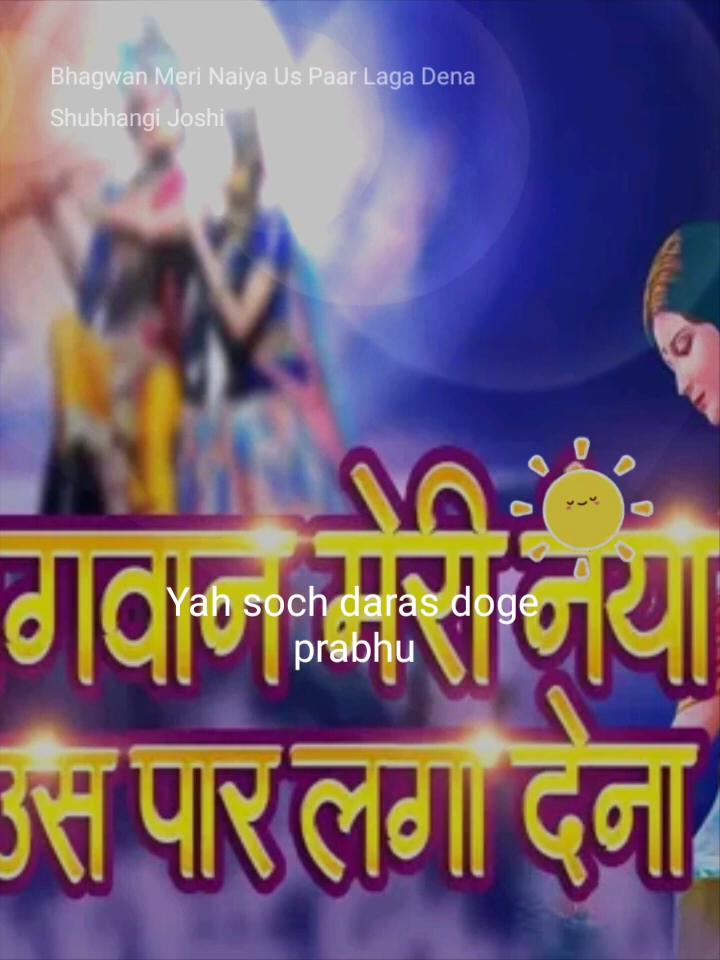 Bhagwan Meri Naiya Us Paar Laga Dena
Shubhangi Joshi
गवान मेरी नैया
Yah soch daras doge
prabhu
उस पार लगा देना